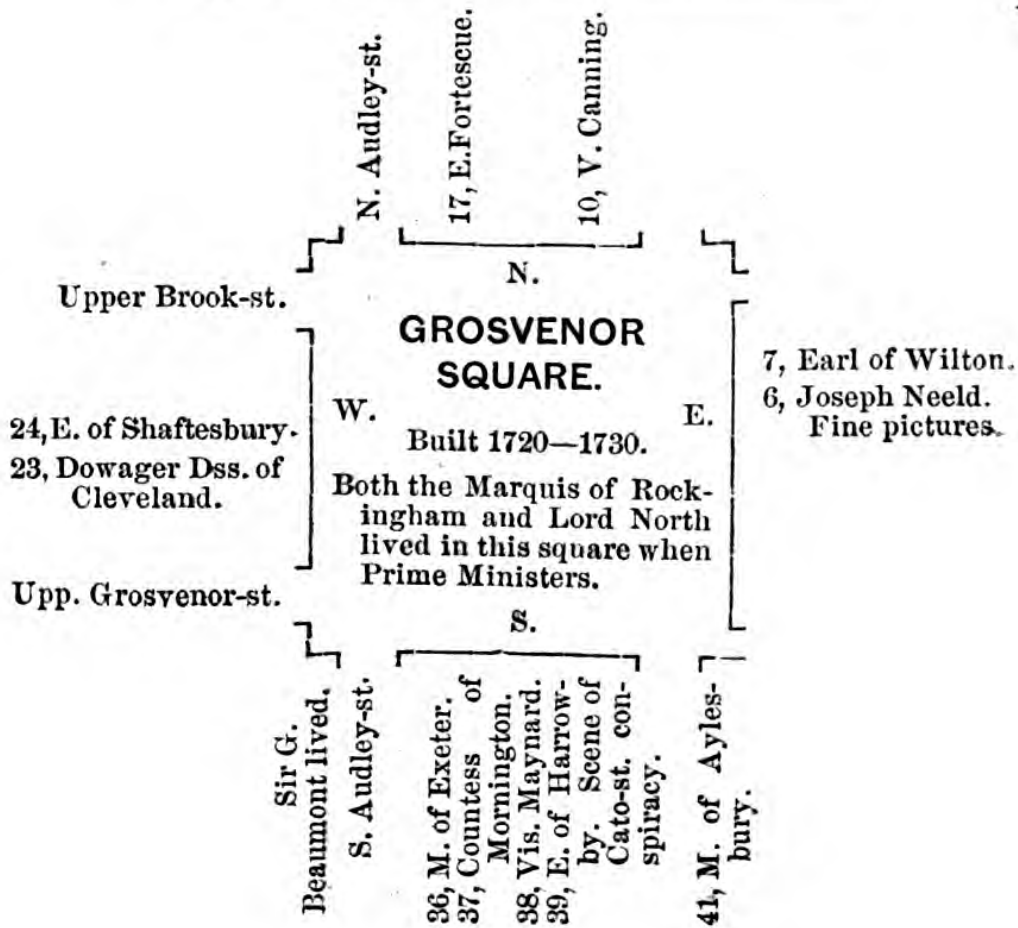 N. Audley-st.
17, E. Fortescue.
10, V. Canning.
N.
Upper Brook-st.
GROSVENOR
SQUARE.
7, Earl of Wilton.
6, Joseph Neeld.
Fine pictures.
W.
E.
24, E. of Shaftesbury.
23, Dowager Dss. of
Cleveland.
Built 1720—1730.
Both the Marquis of Rock-
ingham and Lord North
lived in this square when
Prime Ministers.
Upp. Grosvenor-st.
S.
Sir G.
Beaumont lived.
S. Audley-st.
36, M. of Exeter.
37, Countess of
Mornington.
38, Vis. Maynard.
39, E. of Harrow-
by. Scene of
Cato-st. con-
spiracy.
41, M. of Ayles-
bury.